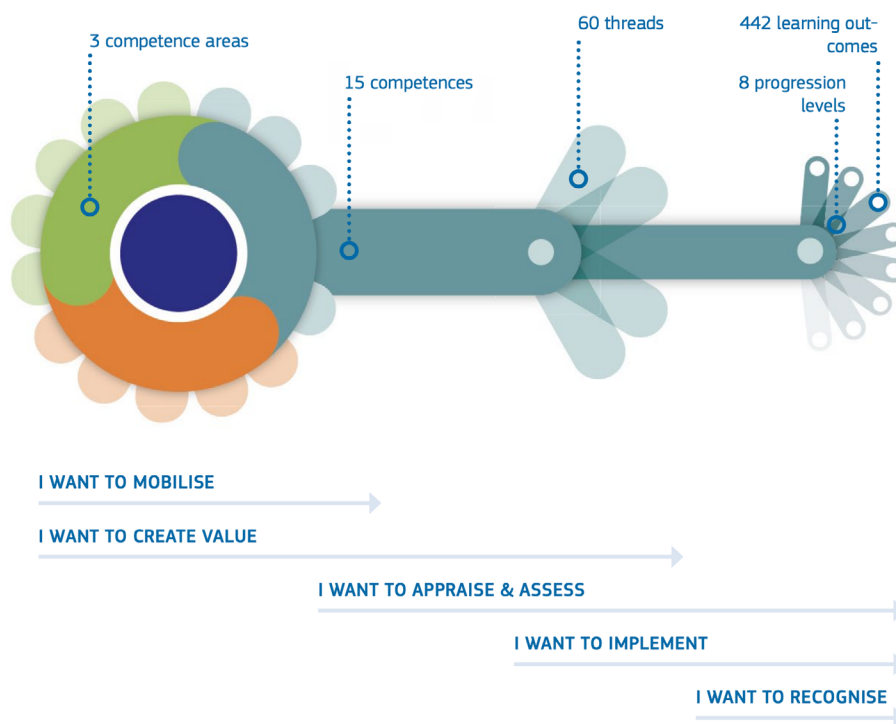 60 threads
442 learning out-
comes
3 competence areas
15 competences
8 progression
levels
I WANT TO MOBILISE
I WANT TO CREATE VALUE
I WANT TO APPRAISE & ASSESS
I WANT TO IMPLEMENT
I WANT TO RECOGNISE